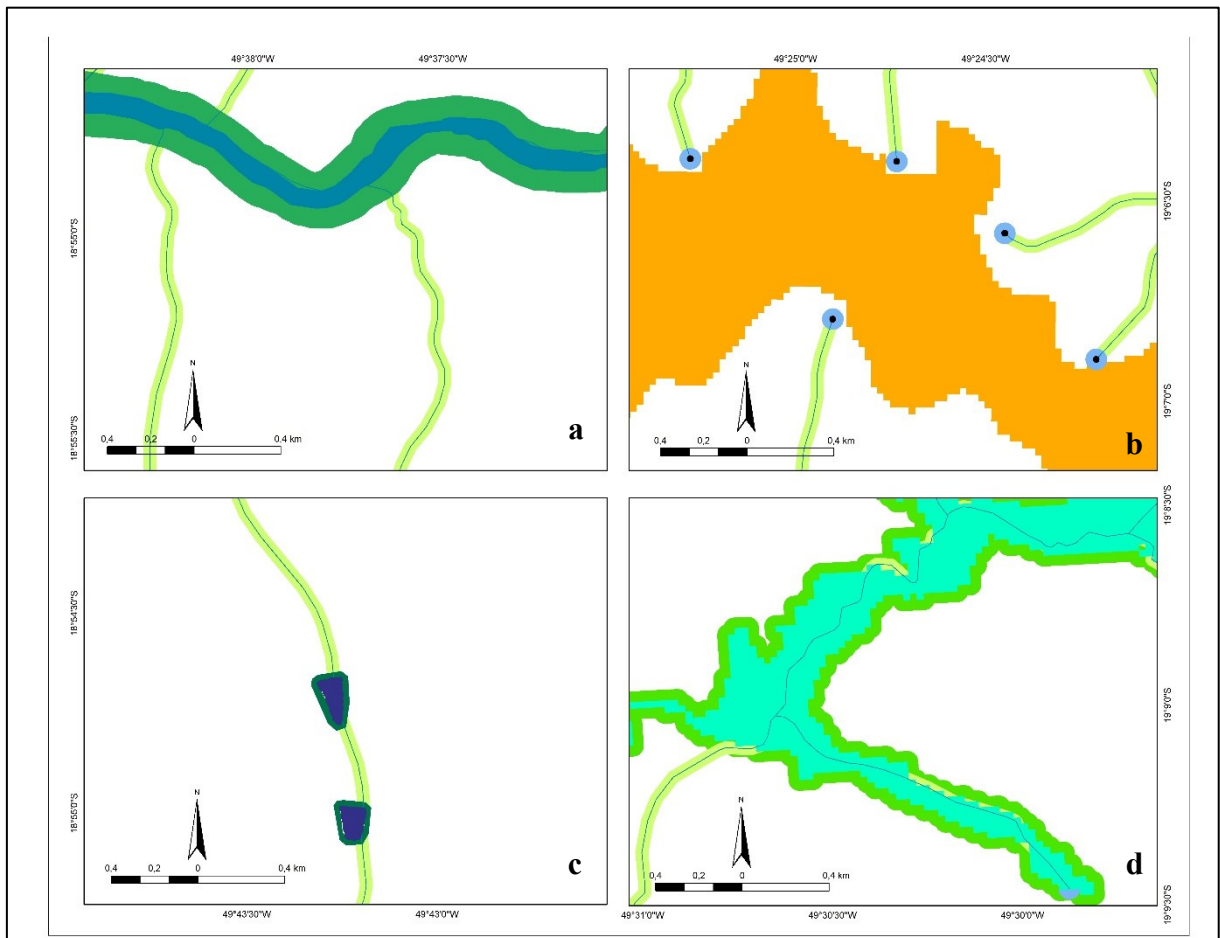 49°38'0"W 49°37'30"W 49°25'0"W 49°24'30"W
18°55'0"S
18°55'30"S
19°6'30"S
19°7'0"S
N
0,4 0,2 0 0,4 km
a
N
0,4 0,2 0 0,4 km
b
18°54'30"S
18°55'0"S
19°8'30"S
19°9'0"S
19°9'30"S
N
0,4 0,2 0 0,4 km
c
N
0,4 0,2 0 0,4 km
d
49°43'30"W 49°43'0"W 49°31'0"W 49°30'30"W 49°30'0"W